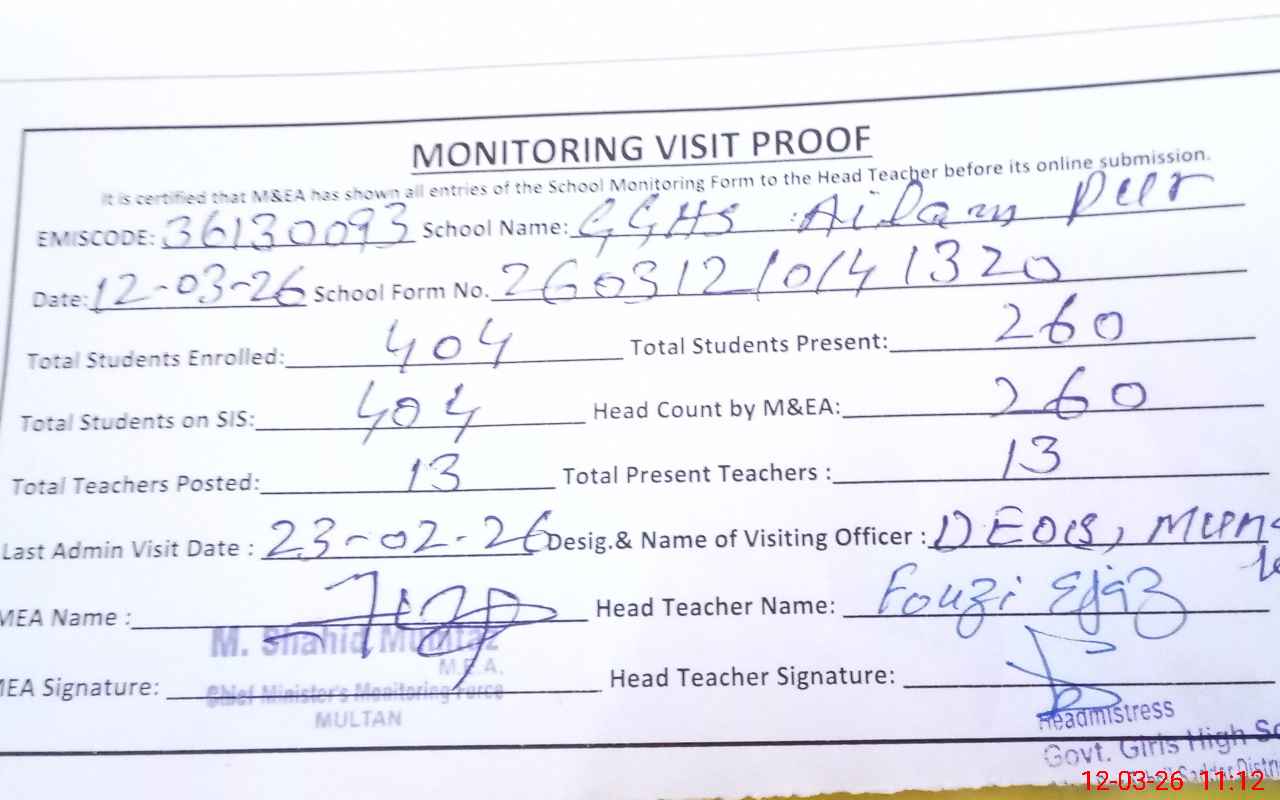 MONITORING VISIT PROOF
It is certified that M&EA has shown all entries of the School Monitoring Form to the Head Teacher before its online submission.
EMISCODE: 36130093 School Name: GGHS Peer
Date: 12-03-26 School Form No. 26031210141320
Total Students Enrolled: 404 Total Students Present: 260
Total Students on SIS: 404 Head Count by M&EA: 260
Total Teachers Posted: 13 Total Present Teachers : 13
Last Admin Visit Date : 23-02-26 Desig.& Name of Visiting Officer :
MEA Name : Head Teacher Name: Fouzi Ejaz
M. Shahid Mumtaz
M.E.A.
MEA Signature: Head Teacher Signature:
Chief Minister's Monitoring Force
MULTAN
Headmistress
Govt. Girls High
12-03-26 11:12